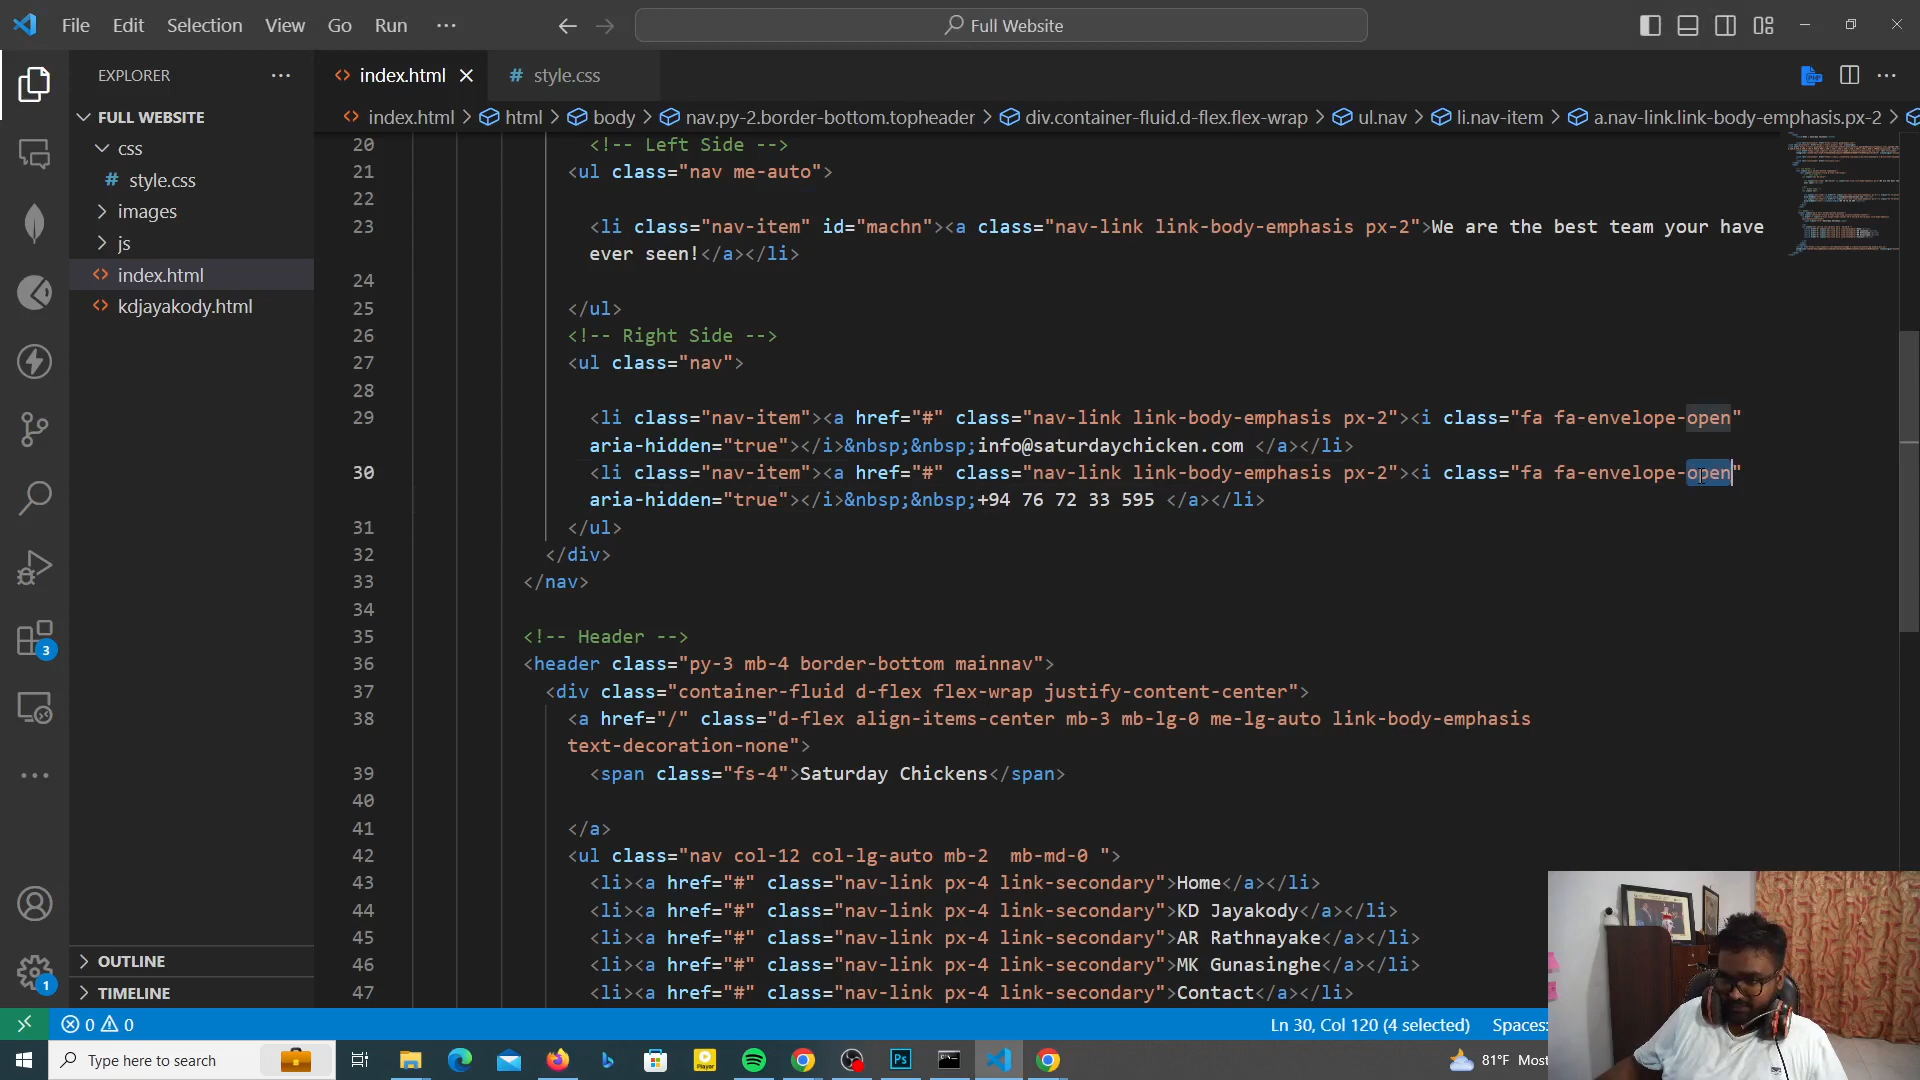 File Edit Selection View Go Run ··· Full Website
EXPLORER ···
FULL WEBSITE
css
# style.css
images
js
index.html
kdjayakody.html
OUTLINE
TIMELINE
index.html
# style.css
index.html > html > body > nav.py-2.border-bottom.topheader > div.container-fluid.d-flex.flex-wrap > ul.nav > li.nav-item > a.nav-link.link-body-emphasis.px-2 >
20 <!-- Left Side -->
21 <ul class="nav me-auto">
22
23 <li class="nav-item" id="machn"><a class="nav-link link-body-emphasis px-2">We are the best team your have
ever seen!</a></li>
24
25 </ul>
26 <!-- Right Side -->
27 <ul class="nav">
28
29 <li class="nav-item"><a href="#" class="nav-link link-body-emphasis px-2"><i class="fa fa-envelope-open"
aria-hidden="true"></i>&nbsp;&nbsp;info@saturdaychicken.com </a></li>
30 <li class="nav-item"><a href="#" class="nav-link link-body-emphasis px-2"><i class="fa fa-envelope-open"
aria-hidden="true"></i>&nbsp;&nbsp;+94 76 72 33 595 </a></li>
31 </ul>
32 </div>
33 </nav>
34
35 <!-- Header -->
36 <header class="py-3 mb-4 border-bottom mainnav">
37 <div class="container-fluid d-flex flex-wrap justify-content-center">
38 <a href="/" class="d-flex align-items-center mb-3 mb-lg-0 me-lg-auto link-body-emphasis
text-decoration-none">
39 <span class="fs-4">Saturday Chickens</span>
40
41 </a>
42 <ul class="nav col-12 col-lg-auto mb-2  mb-md-0 ">
43 <li><a href="#" class="nav-link px-4 link-secondary">Home</a></li>
44 <li><a href="#" class="nav-link px-4 link-secondary">KD Jayakody</a></li>
45 <li><a href="#" class="nav-link px-4 link-secondary">AR Rathnayake</a></li>
46 <li><a href="#" class="nav-link px-4 link-secondary">MK Gunasinghe</a></li>
47 <li><a href="#" class="nav-link px-4 link-secondary">Contact</a></li>
3
1
0 0 Ln 30, Col 120 (4 selected) Spaces:
Type here to search
81°F Most